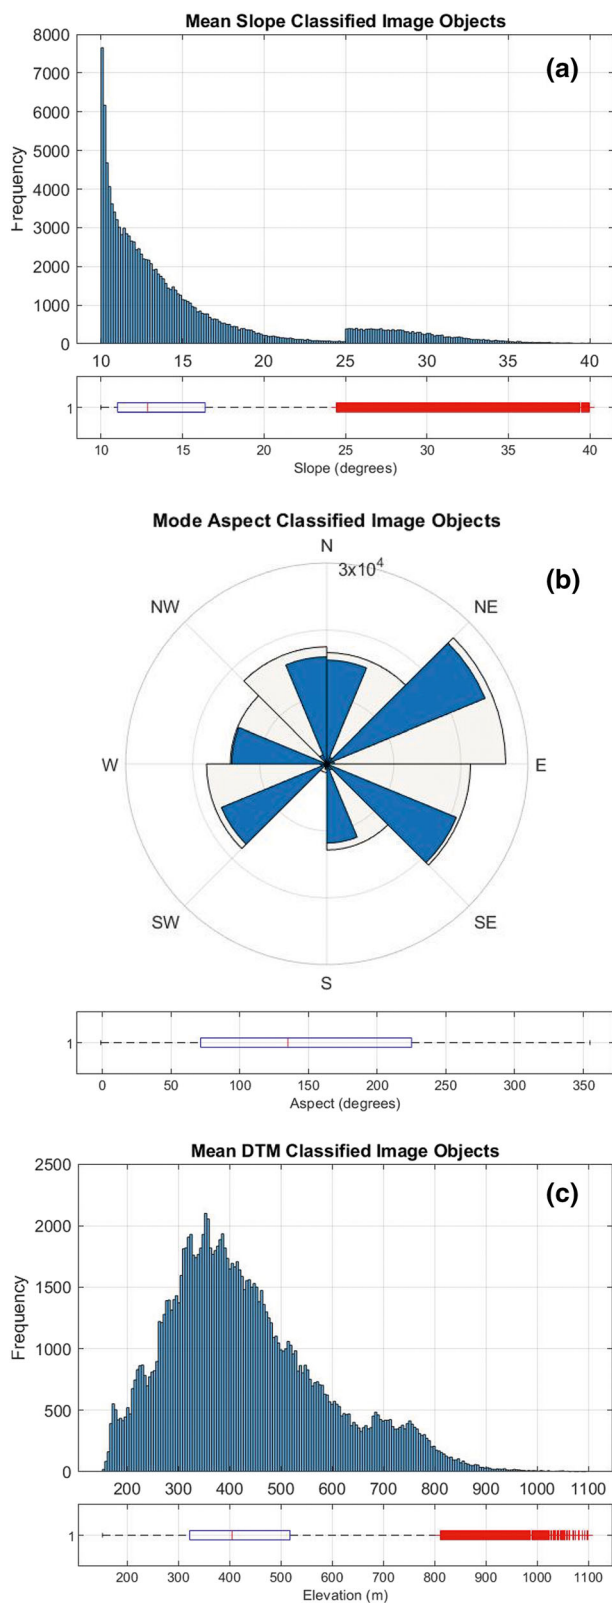 Mean Slope Classified Image Objects
(a)
Frequency
8000
7000
6000
5000
4000
3000
2000
1000
0
10 15 20 25 30 35 40
1
10 15 20 25 30 35 40
Slope (degrees)
Mode Aspect Classified Image Objects
(b)
N
3x10⁴
NW NE
W E
SW SE
S
1
0 50 100 150 200 250 300 350
Aspect (degrees)
Mean DTM Classified Image Objects
(c)
Frequency
2500
2000
1500
1000
500
0
200 300 400 500 600 700 800 900 1000 1100
1
200 300 400 500 600 700 800 900 1000 1100
Elevation (m)